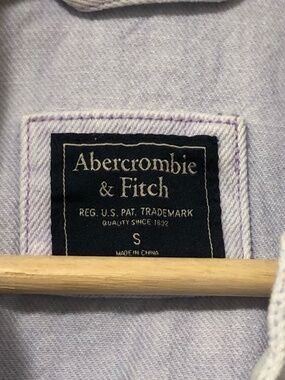 Abercrombie
& Fitch
REG. U.S. PAT. TRADEMARK
QUALITY SINCE 1892
S
MADE IN CHINA